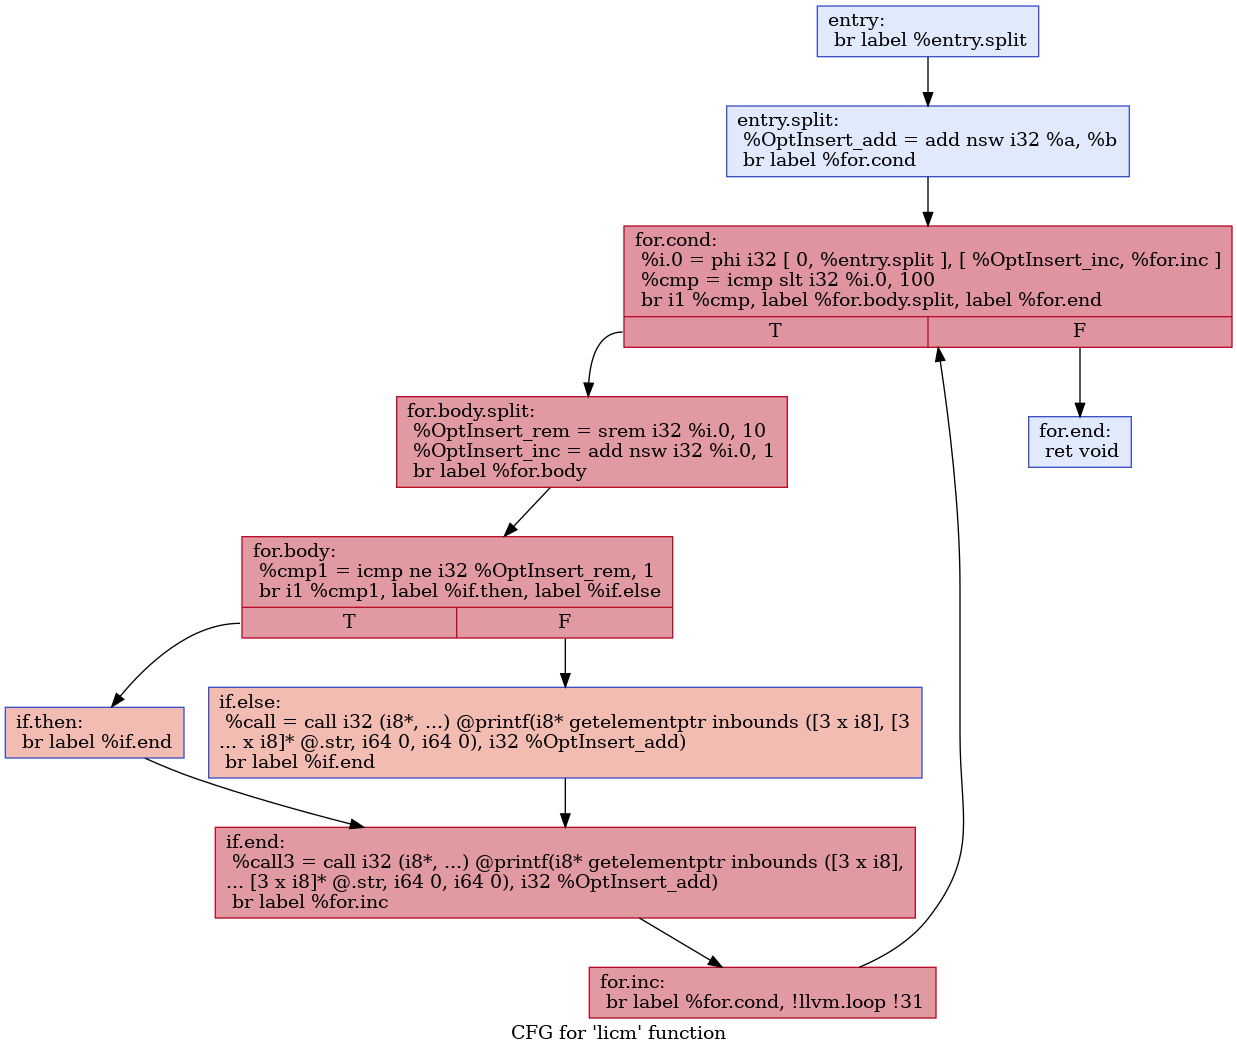 entry:
br label %entry.split
entry.split:
%OptInsert_add = add nsw i32 %a, %b
br label %for.cond
for.cond:
%i.0 = phi i32 [ 0, %entry.split ], [ %OptInsert_inc, %for.inc ]
%cmp = icmp slt i32 %i.0, 100
br i1 %cmp, label %for.body.split, label %for.end
T F
for.body.split:
%OptInsert_rem = srem i32 %i.0, 10
%OptInsert_inc = add nsw i32 %i.0, 1
br label %for.body
for.end:
ret void
for.body:
%cmp1 = icmp ne i32 %OptInsert_rem, 1
br i1 %cmp1, label %if.then, label %if.else
T F
if.then:
br label %if.end
if.else:
%call = call i32 (i8*, ...) @printf(i8* getelementptr inbounds ([3 x i8], [3
... x i8]* @.str, i64 0, i64 0), i32 %OptInsert_add)
br label %if.end
if.end:
%call3 = call i32 (i8*, ...) @printf(i8* getelementptr inbounds ([3 x i8],
... [3 x i8]* @.str, i64 0, i64 0), i32 %OptInsert_add)
br label %for.inc
for.inc:
br label %for.cond, !llvm.loop !31
CFG for 'licm' function